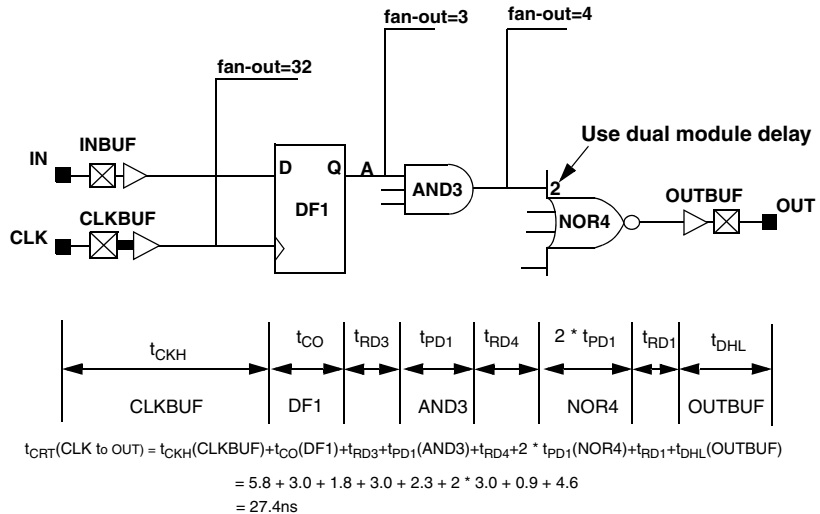 fan-out=3
fan-out=4
fan-out=32
Use dual module delay
IN
INBUF
D
Q
A
AND3
2
DF1
NOR4
OUTBUF
OUT
CLK
CLKBUF
tCKH
tCO
tRD3
tPD1
tRD4
2 * tPD1
tRD1
tDHL
CLKBUF
DF1
AND3
NOR4
OUTBUF
tCRT(CLK to OUT) = tCKH(CLKBUF)+tCO(DF1)+tRD3+tPD1(AND3)+tRD4+2 * tPD1(NOR4)+tRD1+tDHL(OUTBUF)
= 5.8 + 3.0 + 1.8 + 3.0 + 2.3 + 2 * 3.0 + 0.9 + 4.6
= 27.4ns